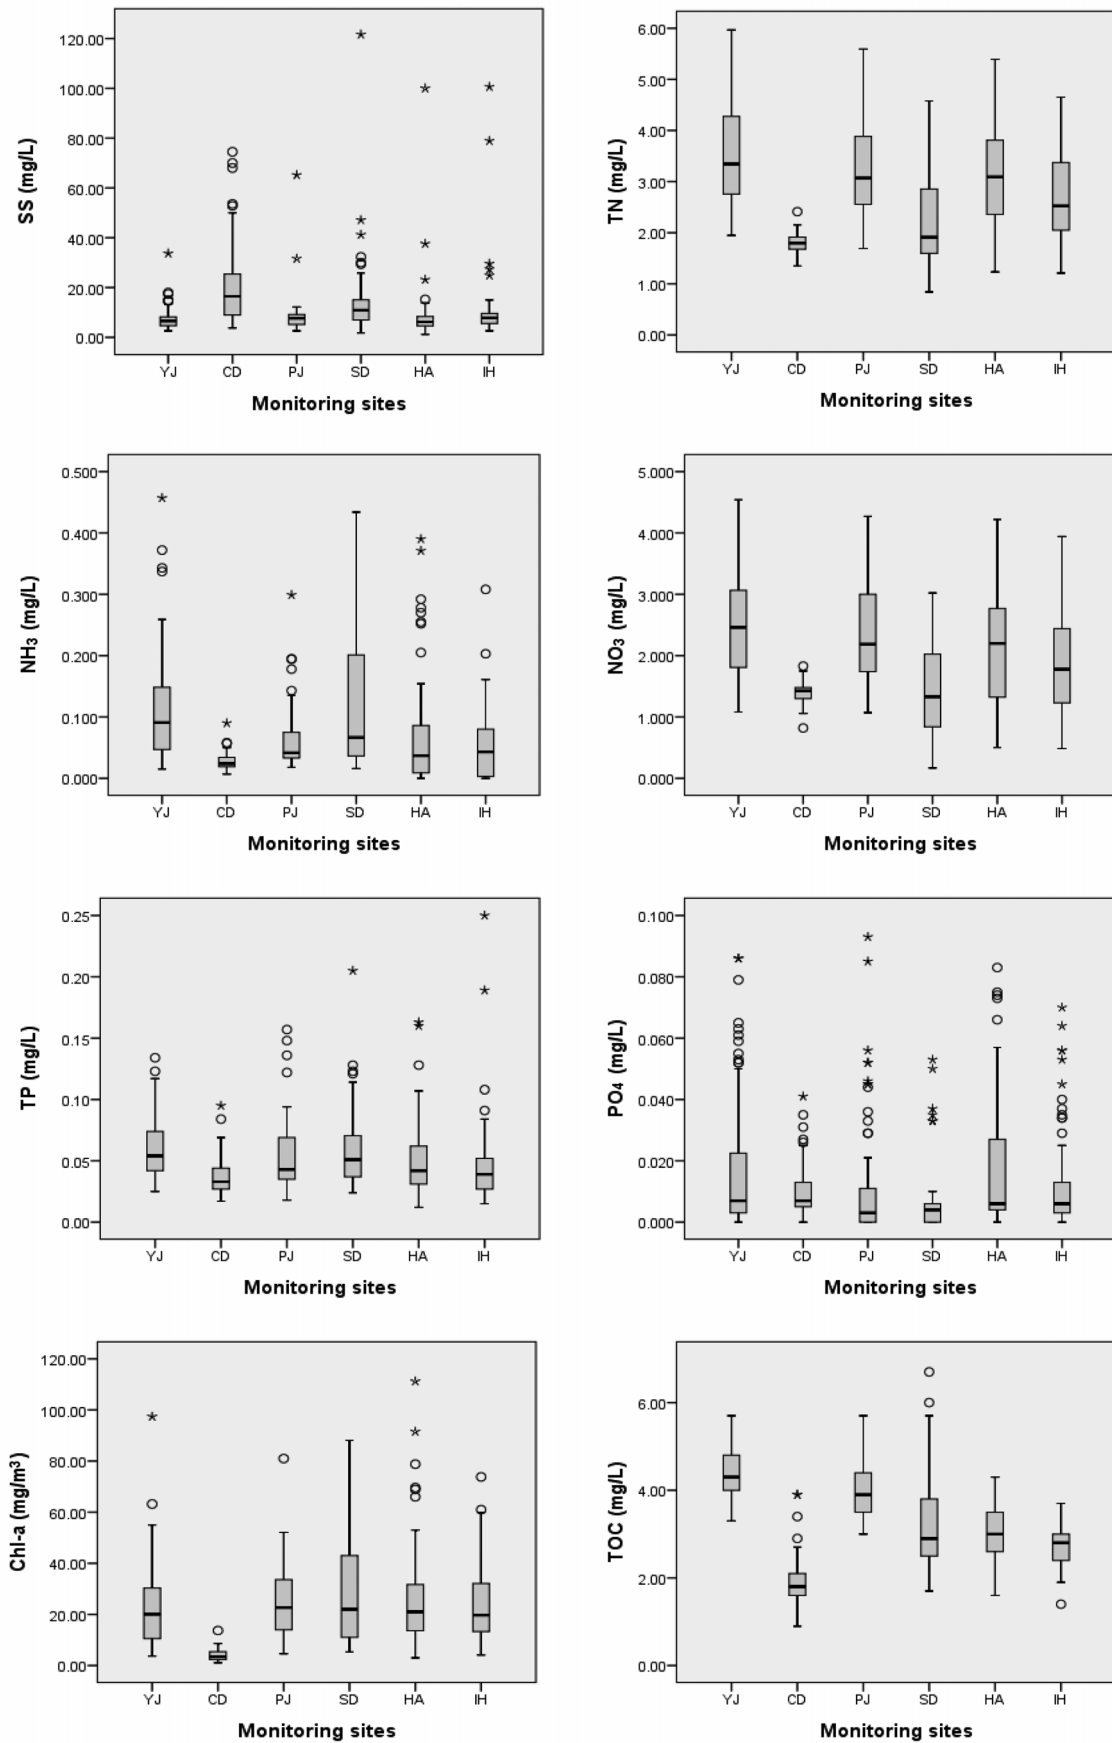 SS (mg/L)
120.00
100.00
80.00
60.00
40.00
20.00
0.00
YJ CD PJ SD HA IH
Monitoring sites
TN (mg/L)
6.00
5.00
4.00
3.00
2.00
1.00
0.00
YJ CD PJ SD HA IH
Monitoring sites
NH₃ (mg/L)
0.500
0.400
0.300
0.200
0.100
0.000
YJ CD PJ SD HA IH
Monitoring sites
NO₃ (mg/L)
5.000
4.000
3.000
2.000
1.000
0.000
YJ CD PJ SD HA IH
Monitoring sites
TP (mg/L)
0.25
0.20
0.15
0.10
0.05
0.00
YJ CD PJ SD HA IH
Monitoring sites
PO₄ (mg/L)
0.100
0.080
0.060
0.040
0.020
0.000
YJ CD PJ SD HA IH
Monitoring sites
Chl-a (mg/m³)
120.00
100.00
80.00
60.00
40.00
20.00
0.00
YJ CD PJ SD HA IH
Monitoring sites
TOC (mg/L)
6.00
4.00
2.00
0.00
YJ CD PJ SD HA IH
Monitoring sites